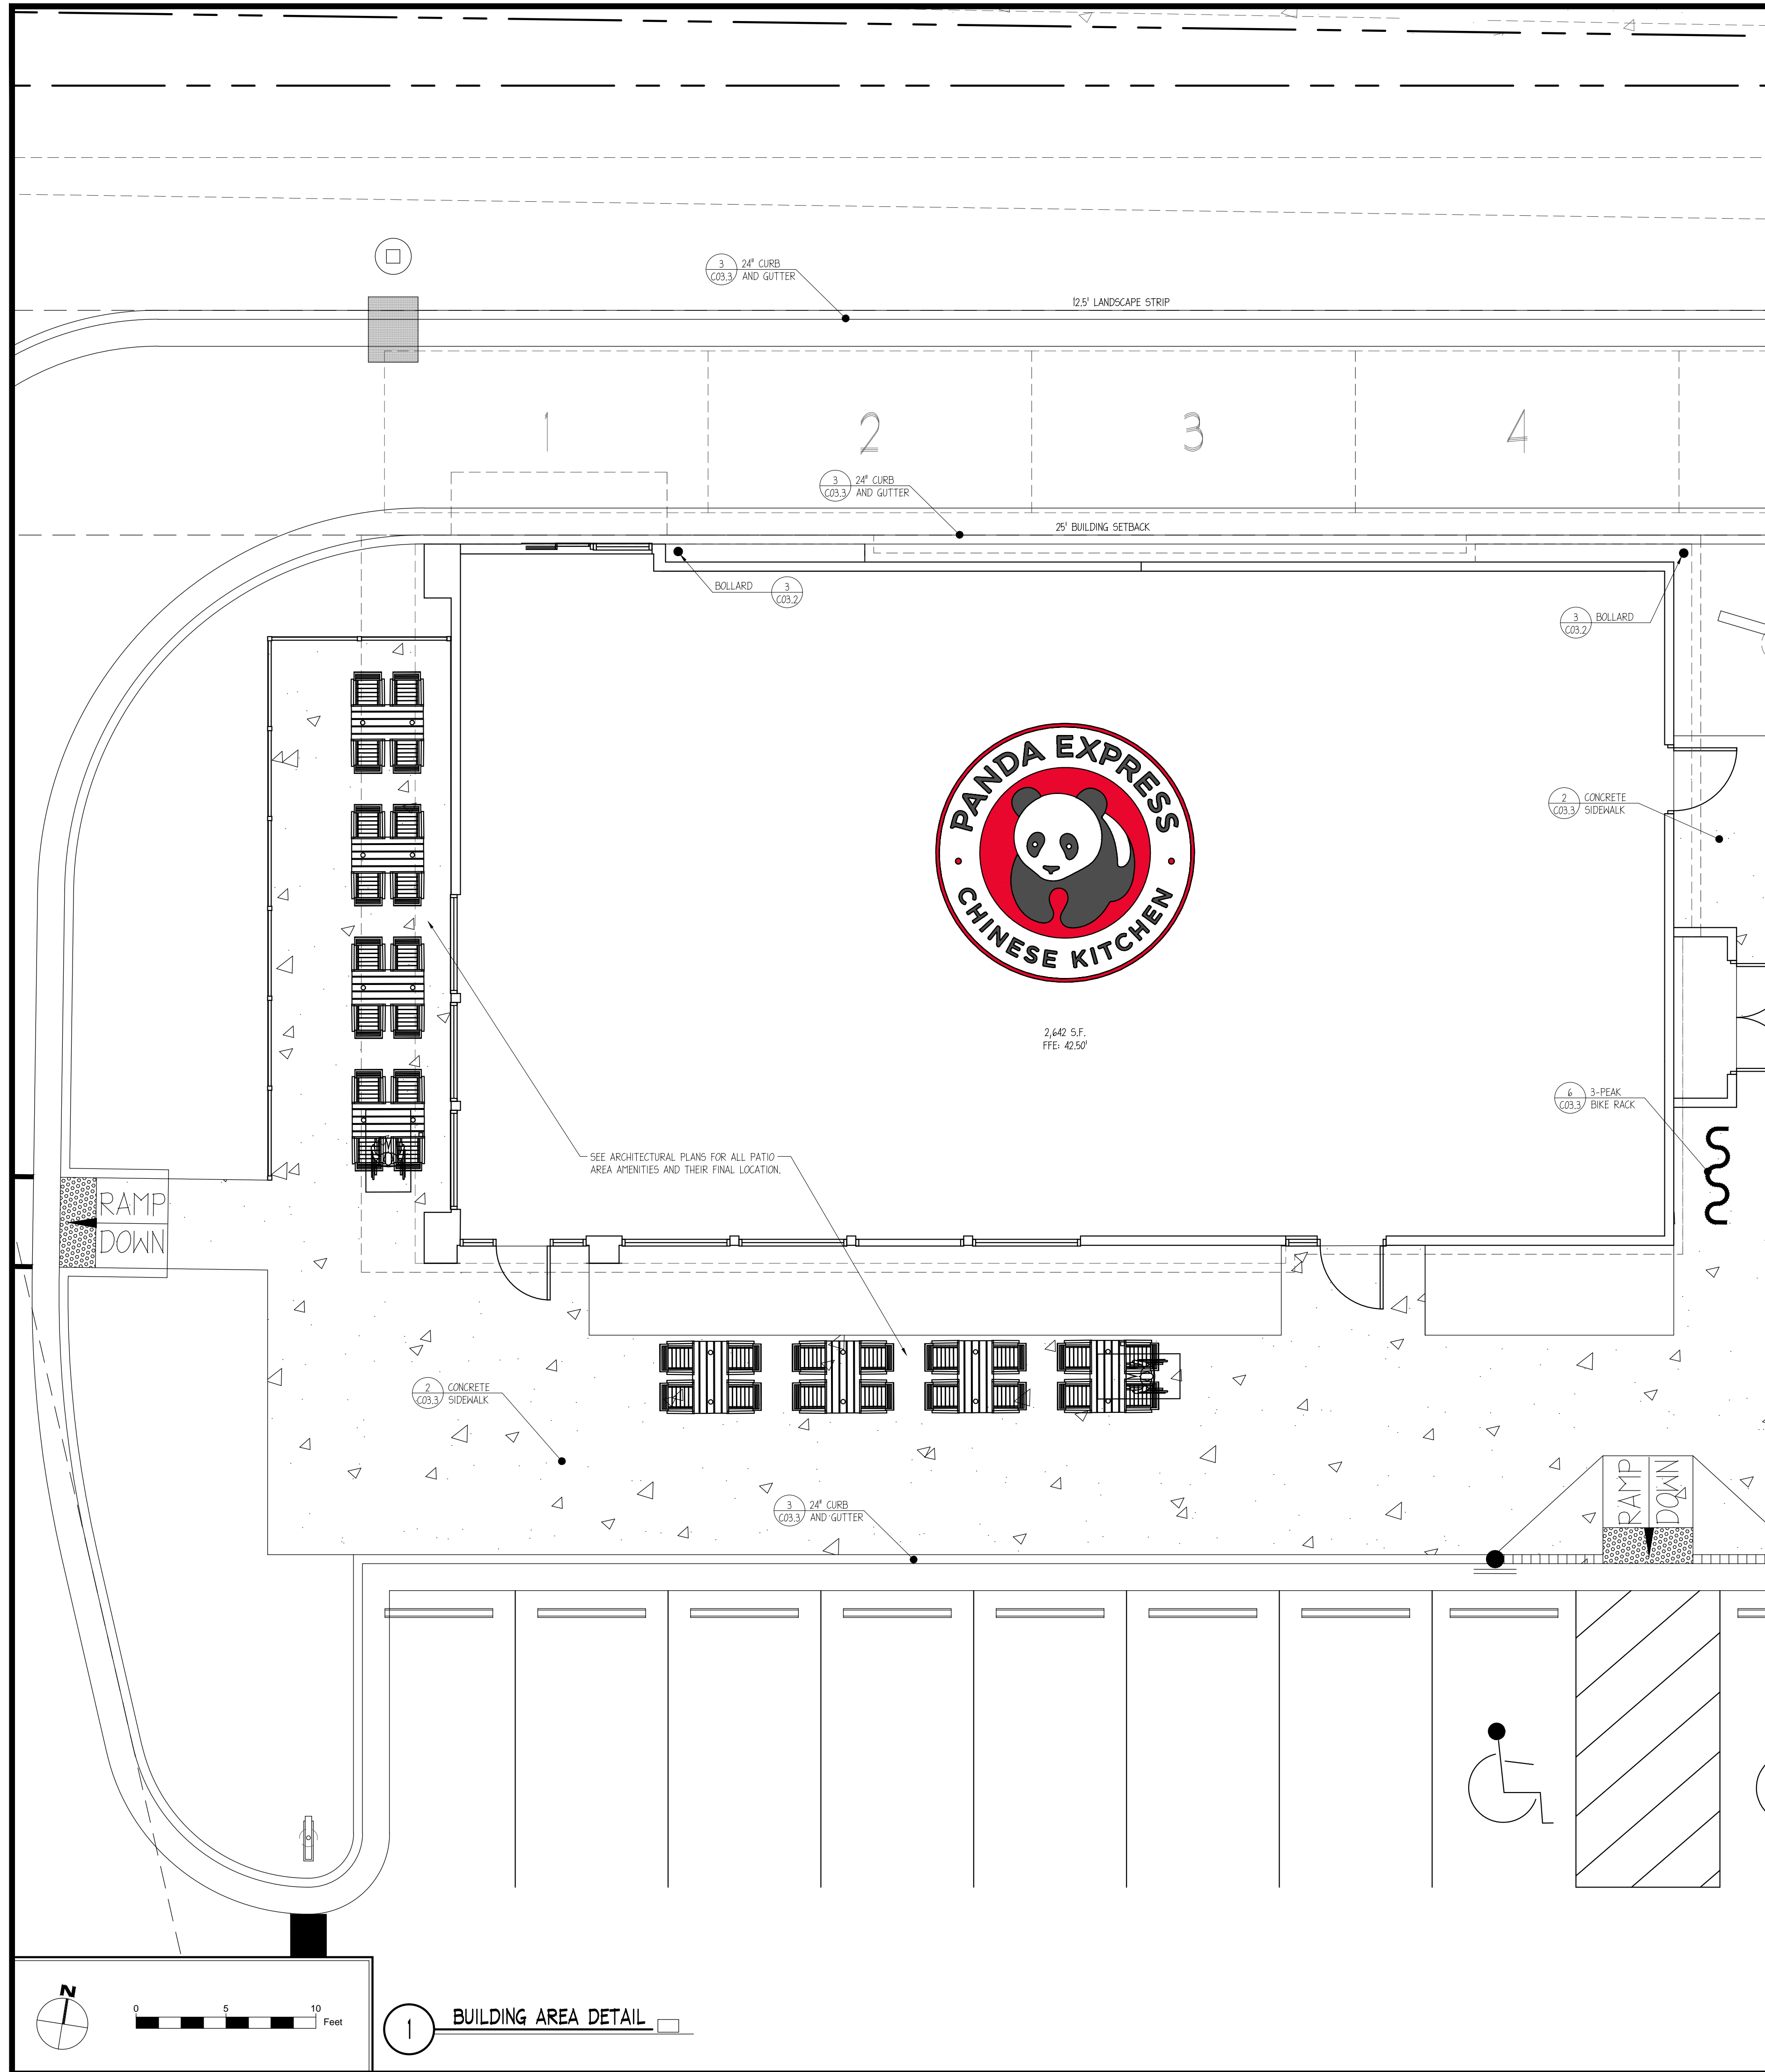 3 24" CURB
C03.3 AND GUTTER
12.5' LANDSCAPE STRIP
1 2 3 4
3 24" CURB
C03.3 AND GUTTER
25' BUILDING SETBACK
BOLLARD 3
C03.2
3 BOLLARD
C03.2
PANDA EXPRESS
CHINESE KITCHEN
2 CONCRETE
C03.3 SIDEWALK
2,642 S.F.
FFE: 42.50'
6 3-PEAK
C03.3 BIKE RACK
SEE ARCHITECTURAL PLANS FOR ALL PATIO
AREA AMENITIES AND THEIR FINAL LOCATION.
RAMP
DOWN
2 CONCRETE
C03.3 SIDEWALK
3 24" CURB
C03.3 AND GUTTER
RAMP
DOWN
N
0 5 10
Feet
1 BUILDING AREA DETAIL